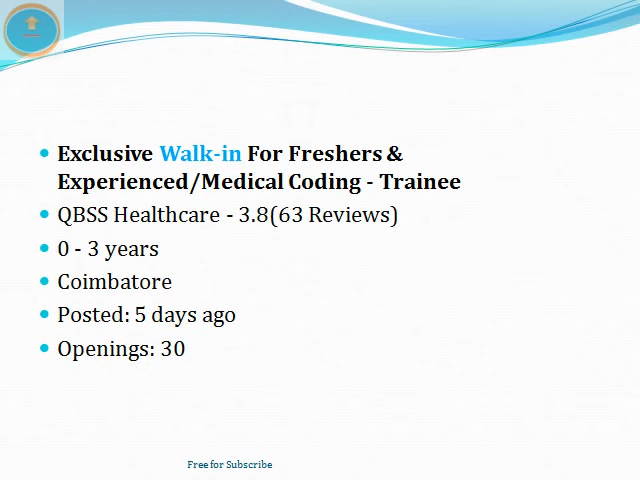 Exclusive Walk-in For Freshers &
Experienced/Medical Coding - Trainee
QBSS Healthcare - 3.8(63 Reviews)
0 - 3 years
Coimbatore
Posted: 5 days ago
Openings: 30
Free for Subscribe